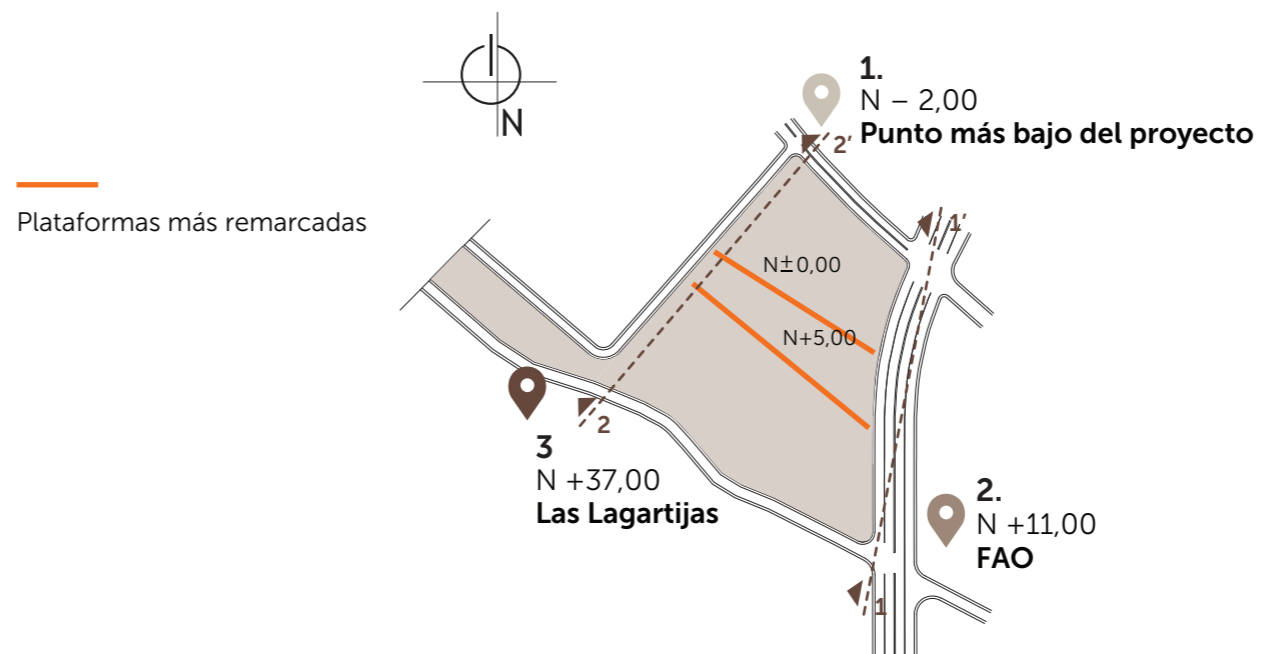 N
1.
N – 2,00
Punto más bajo del proyecto
2'
Plataformas más remarcadas
1'
N±0,00
N+5,00
2
3
N +37,00
Las Lagartijas
2.
N +11,00
FAO
1